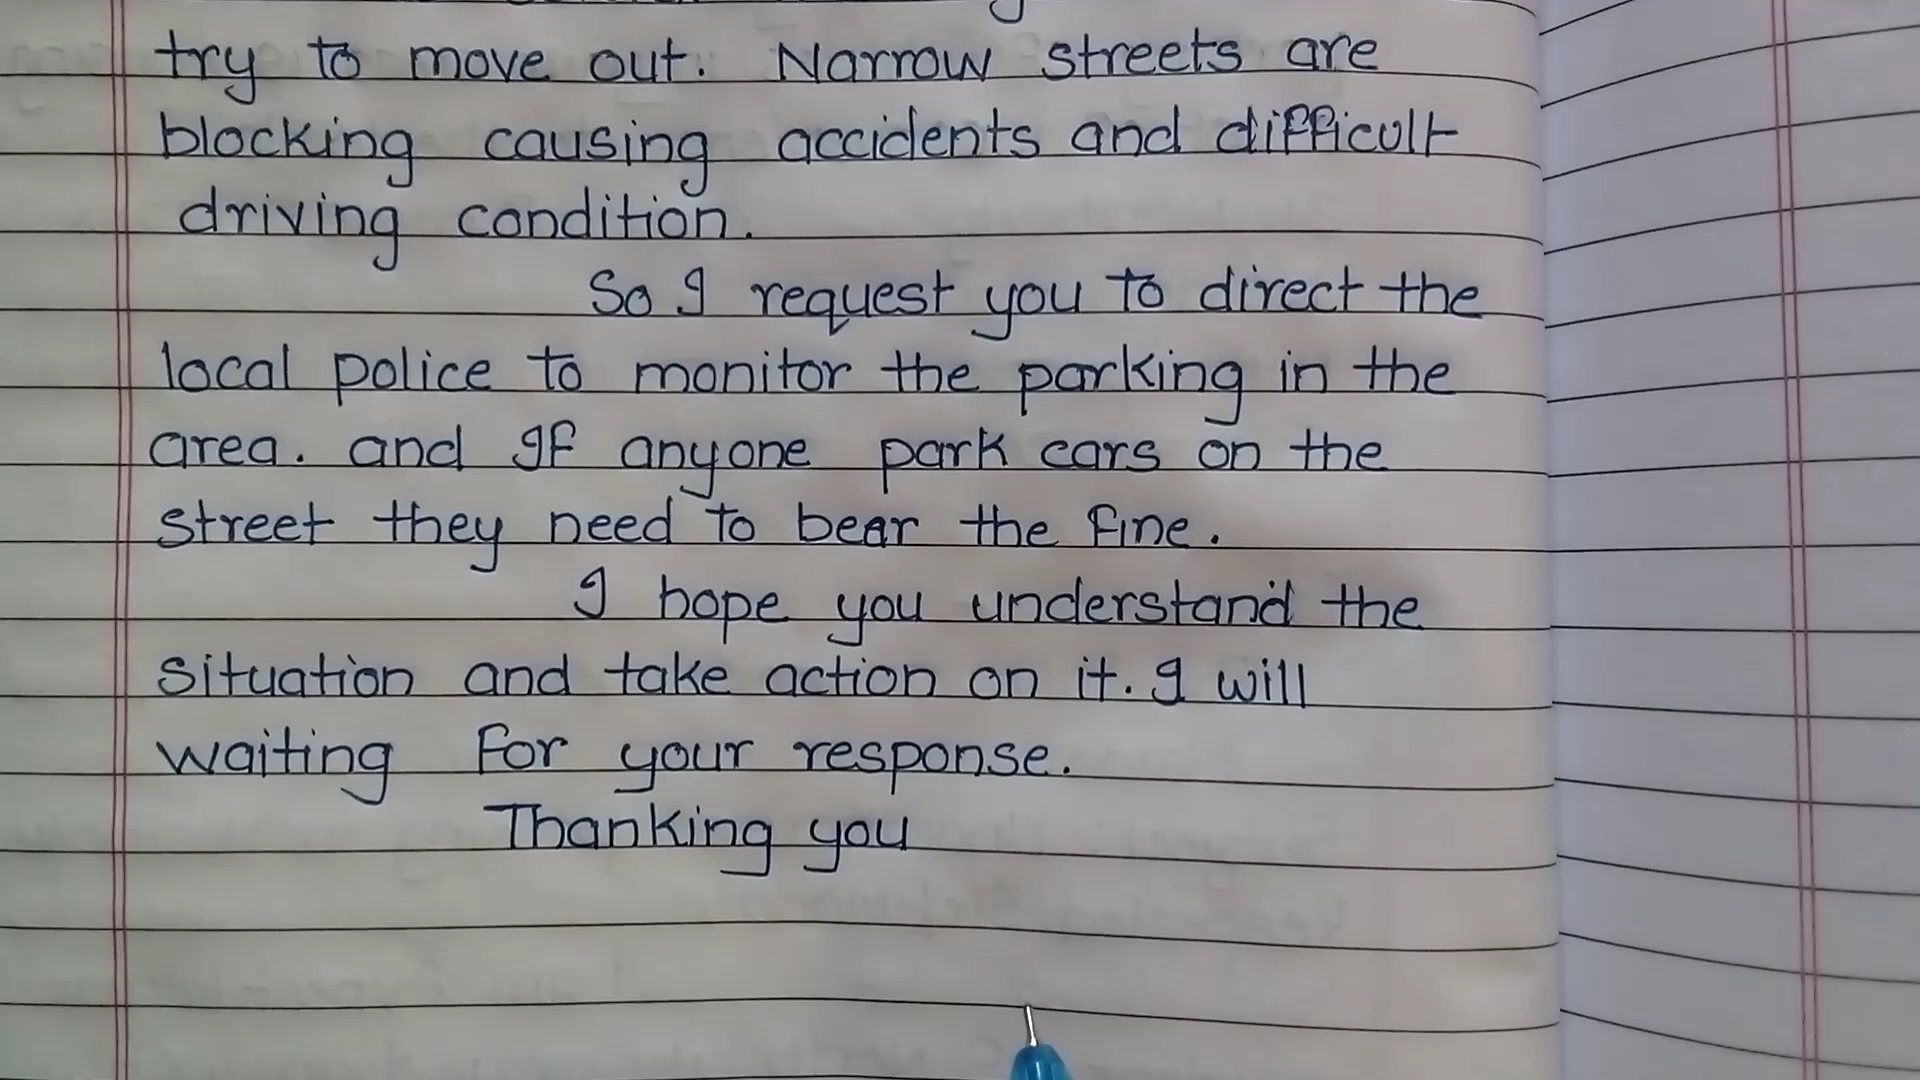 try to move out. Narrow streets are
blocking causing accidents and difficult
driving condition.
So I request you to direct the
local police to monitor the parking in the
area. and If anyone park cars on the
street they need to bear the fine.
I hope you understand the
situation and take action on it. I will
waiting for your response.
Thanking you